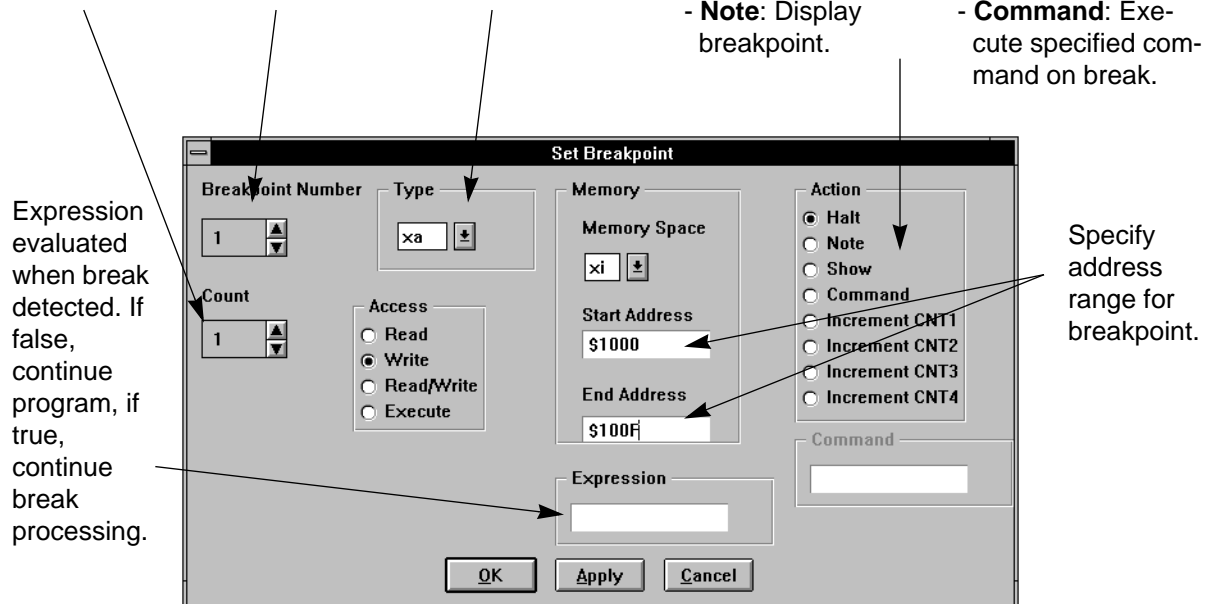 - Note: Display
breakpoint.
- Command: Exe-
cute specified com-
mand on break.
Set Breakpoint
Expression
evaluated
when break
detected. If
false,
continue
program, if
true,
continue
break
processing.
Breakpoint Number
1
Count
1
Type
xa
Access
Read
Write
Read/Write
Execute
Memory
Memory Space
xi
Start Address
$1000
End Address
$100F
Expression
Action
Halt
Note
Show
Command
Increment CNT1
Increment CNT2
Increment CNT3
Increment CNT4
Command
Specify
address
range for
breakpoint.
OK
Apply
Cancel